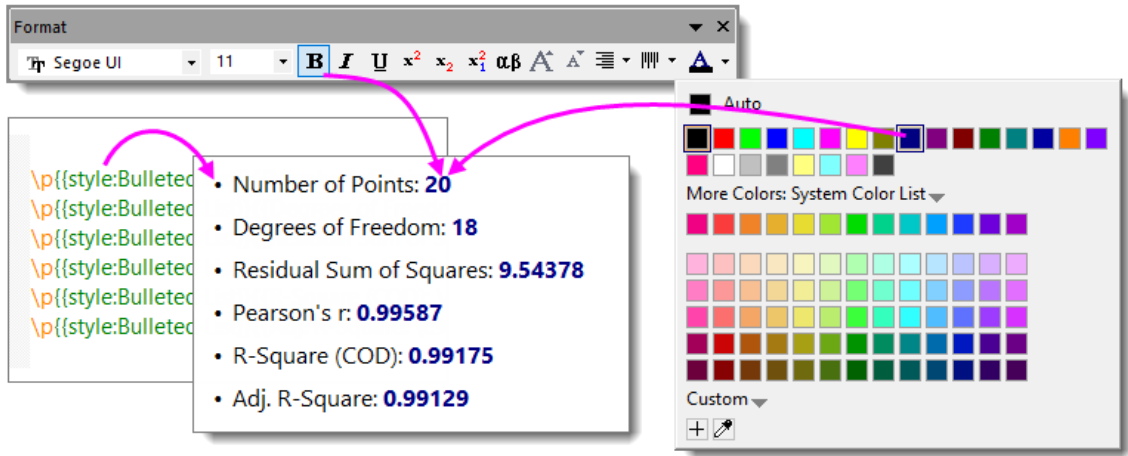 Format
Segoe UI 11 B I U x² x₂ x²₁ αβ A A A
Auto
More Colors: System Color List
Custom
\p{{style:Bulleted
\p{{style:Bulleted
\p{{style:Bulleted
\p{{style:Bulleted
\p{{style:Bulleted
\p{{style:Bulleted
• Number of Points: 20
• Degrees of Freedom: 18
• Residual Sum of Squares: 9.54378
• Pearson's r: 0.99587
• R-Square (COD): 0.99175
• Adj. R-Square: 0.99129